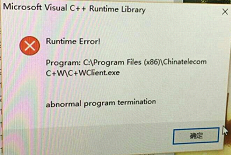 Microsoft Visual C++ Runtime Library
Runtime Error!
Program: C:\Program Files (x86)\Chinatelecom
C+W\C+WClient.exe
abnormal program termination
确定